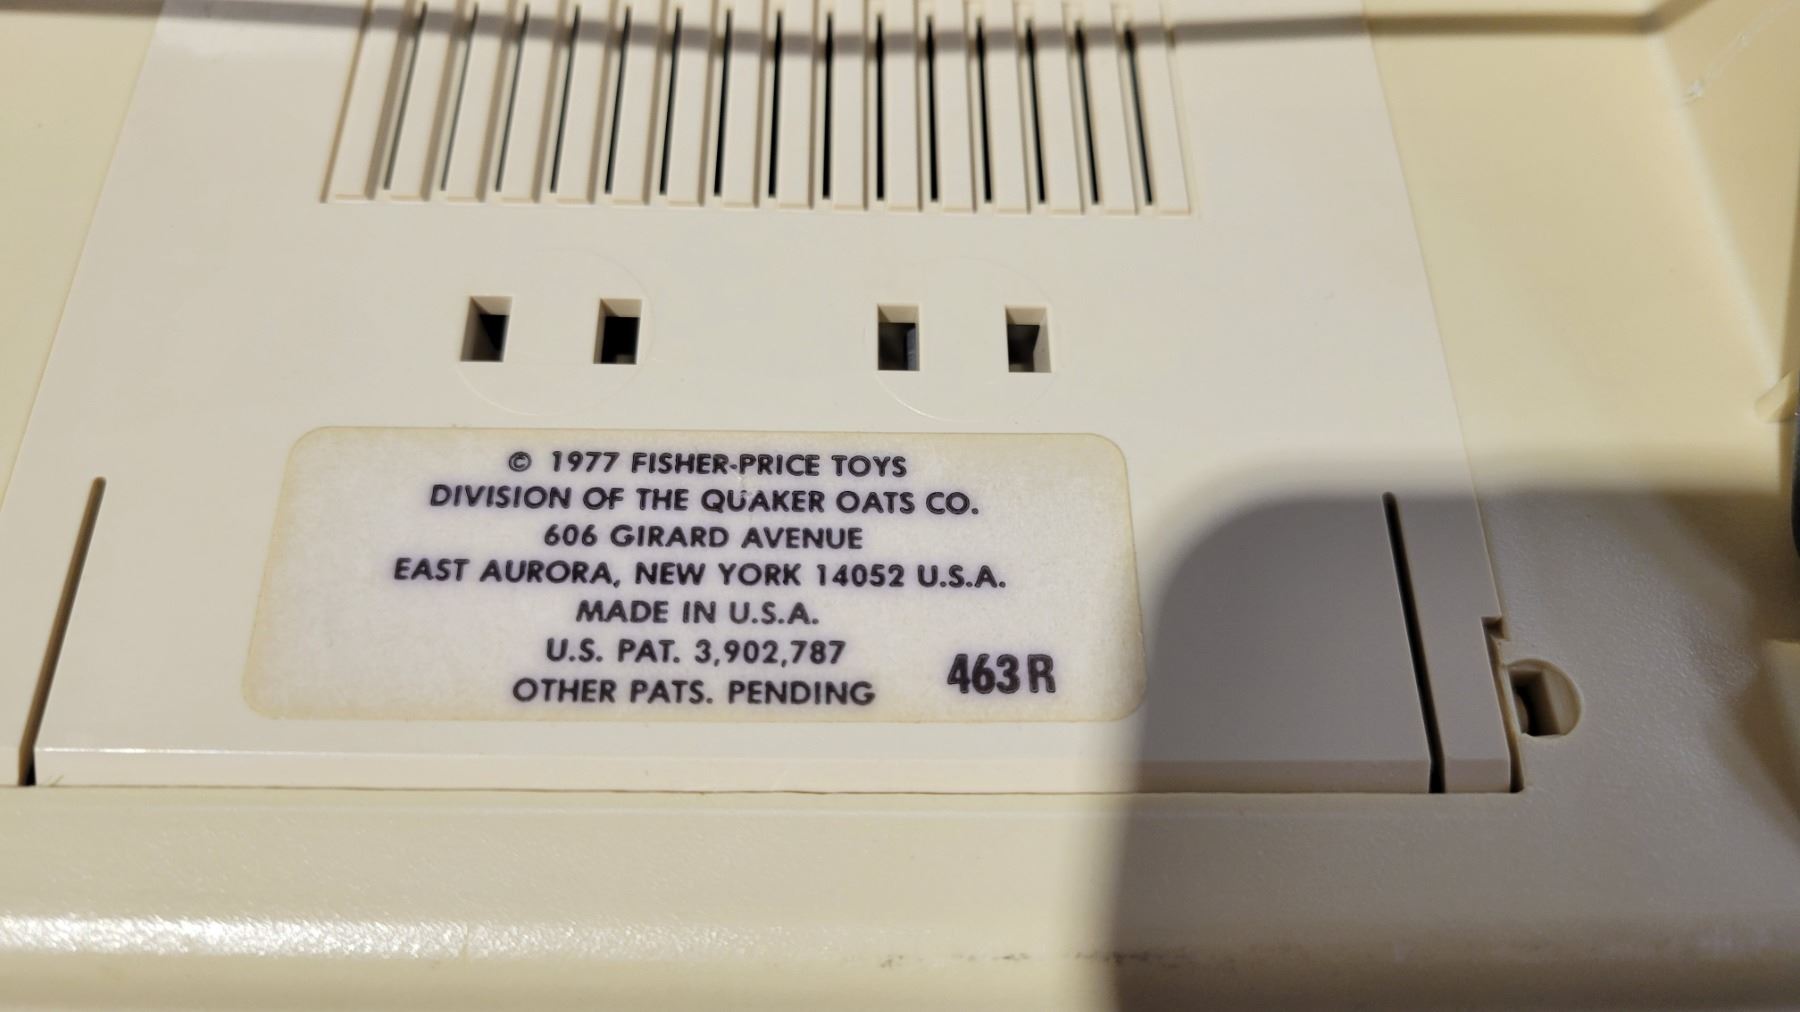 © 1977 FISHER-PRICE TOYS
DIVISION OF THE QUAKER OATS CO.
606 GIRARD AVENUE
EAST AURORA, NEW YORK 14052 U.S.A.
MADE IN U.S.A.
U.S. PAT. 3,902,787
OTHER PATS. PENDING
463R